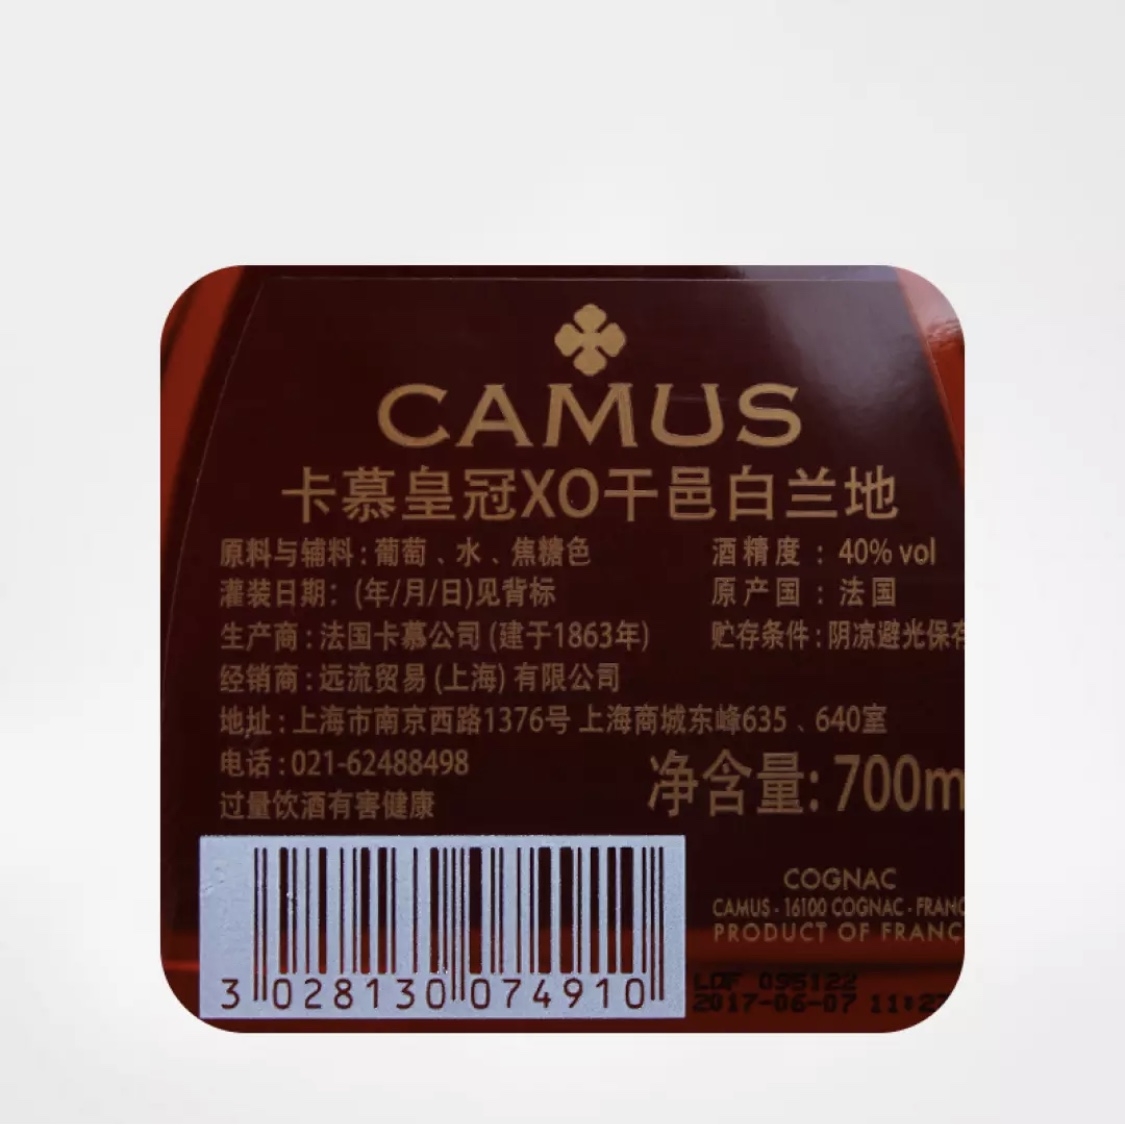 CAMUS
卡慕皇冠XO干邑白兰地
原料与辅料:葡萄、水、焦糖色
酒精度:40% vol
灌装日期:(年/月/日)见背标
原产国:法国
生产商:法国卡慕公司(建于1863年)
贮存条件:阴凉避光保存
经销商:远流贸易(上海)有限公司
地址:上海市南京西路1376号 上海商城东峰635、640室
电话:021-62488498
净含量:700m
过量饮酒有害健康
COGNAC
CAMUS - 16100 COGNAC - FRANC
PRODUCT OF FRANÇ
3 028130 074910
095122
2017-06-07 11:27